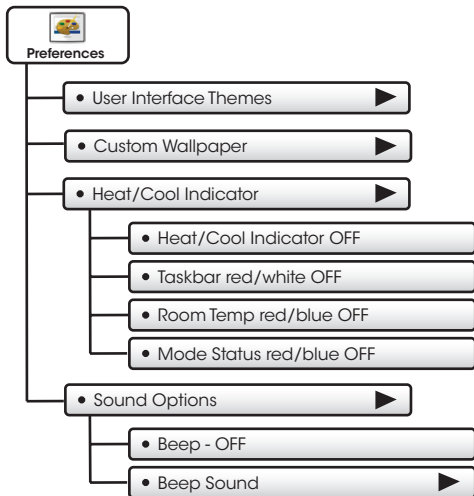 Preferences
• User Interface Themes
• Custom Wallpaper
• Heat/Cool Indicator
• Heat/Cool Indicator OFF
• Taskbar red/white OFF
• Room Temp red/blue OFF
• Mode Status red/blue OFF
• Sound Options
• Beep - OFF
• Beep Sound